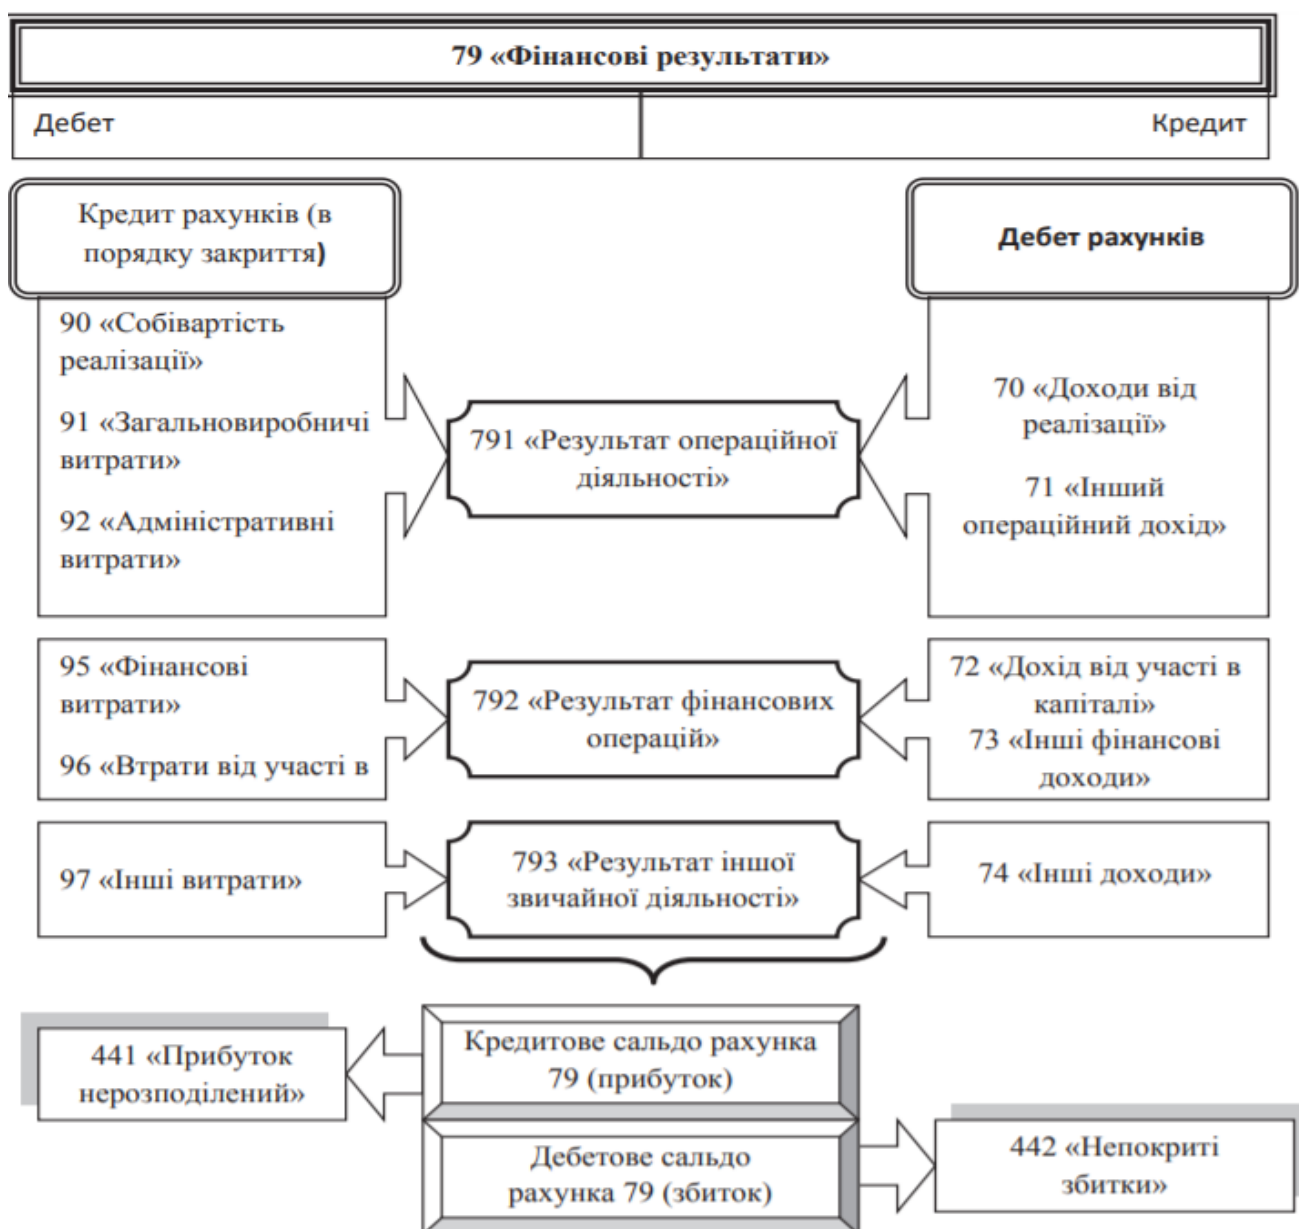 79 «Фінансові результати»
Дебет
Кредит
Кредит рахунків (в
порядку закриття)
Дебет рахунків
90 «Собівартість
реалізації»
91 «Загальновиробничі
витрати»
92 «Адміністративні
витрати»
791 «Результат операційної
діяльності»
70 «Доходи від
реалізації»
71 «Інший
операційний дохід»
95 «Фінансові
витрати»
96 «Втрати від участі в
792 «Результат фінансових
операцій»
72 «Дохід від участі в
капіталі»
73 «Інші фінансові
доходи»
97 «Інші витрати»
793 «Результат іншої
звичайної діяльності»
74 «Інші доходи»
441 «Прибуток
нерозподілений»
Кредитове сальдо рахунка
79 (прибуток)
Дебетове сальдо
рахунка 79 (збиток)
442 «Непокриті
збитки»